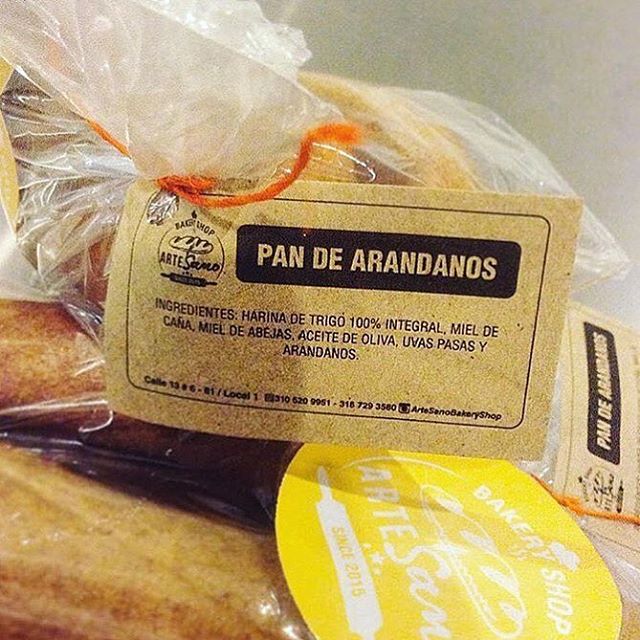 BAKERY SHOP
ARTESano
PAN DE ARANDANOS
INGREDIENTES: HARINA DE TRIGO 100% INTEGRAL, MIEL DE
CAÑA, MIEL DE ABEJAS, ACEITE DE OLIVA, UVAS PASAS Y
ARANDANOS.
Calle 13 # 6 - 81 / Local 1 310 520 9951 - 316 729 3580 ArteSanoBakeryShop
PAN DE ARANDANOS
BAKERY SHOP
ARTESano
SINCE 2015